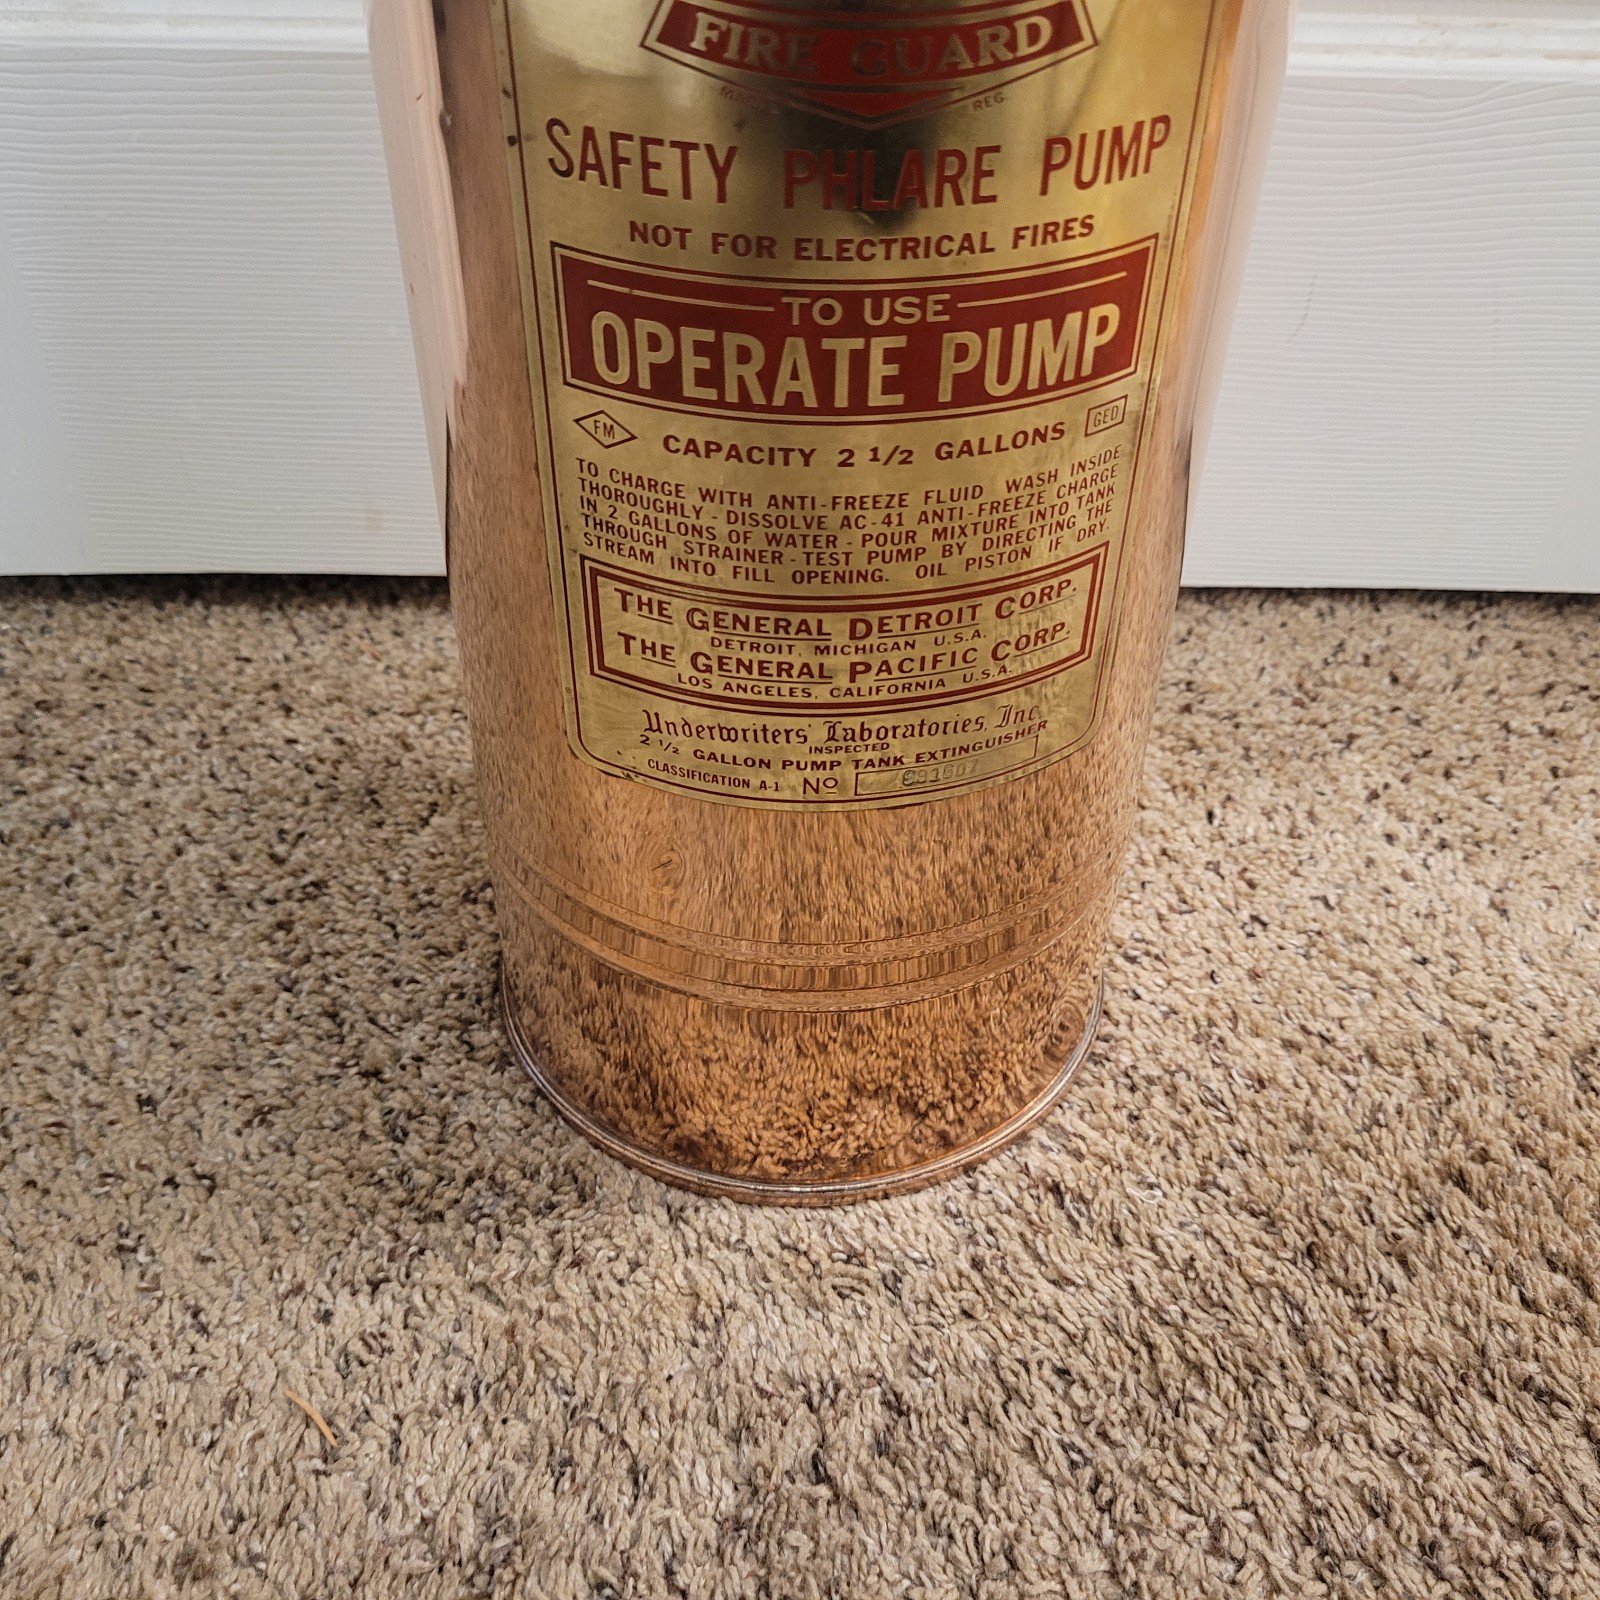 FIRE GUARD
REG.
SAFETY PHLARE PUMP
NOT FOR ELECTRICAL FIRES
TO USE
OPERATE PUMP
FM
CAPACITY 2 1/2 GALLONS
GED
TO CHARGE WITH ANTI-FREEZE FLUID WASH INSIDE
THOROUGHLY - DISSOLVE AC-41 ANTI-FREEZE CHARGE
IN 2 GALLONS OF WATER - POUR MIXTURE INTO TANK
THROUGH STRAINER - TEST PUMP BY DIRECTING THE
STREAM INTO FILL OPENING. OIL PISTON IF DRY.
THE GENERAL DETROIT CORP.
DETROIT, MICHIGAN U.S.A.
THE GENERAL PACIFIC CORP.
LOS ANGELES, CALIFORNIA U.S.A.
Underwriters' Laboratories, Inc.
INSPECTED
2 1/2 GALLON PUMP TANK EXTINGUISHER
CLASSIFICATION A-1 No